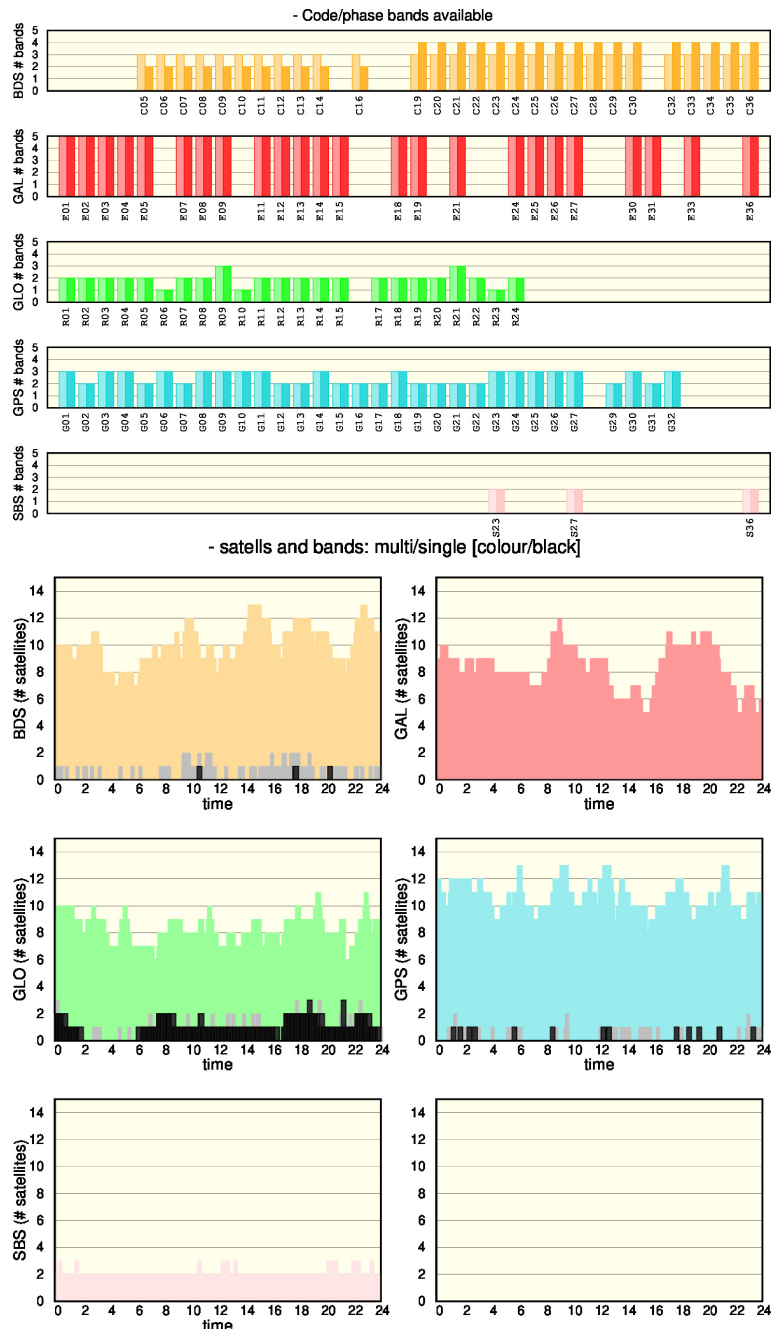 - Code/phase bands available
BDS # bands
5
4
3
2
1
0
C05 C06 C07 C08 C09 C10 C11 C12 C13 C14 C16 C19 C20 C21 C22 C23 C24 C25 C26 C27 C28 C29 C30 C32 C33 C34 C35 C36
GAL # bands
5
4
3
2
1
0
E01 E02 E03 E04 E05 E07 E08 E09 E11 E12 E13 E14 E15 E18 E19 E21 E24 E25 E26 E27 E30 E31 E33 E36
GLO # bands
5
4
3
2
1
0
R01 R02 R03 R04 R05 R06 R07 R08 R09 R10 R11 R12 R13 R14 R15 R17 R18 R19 R20 R21 R22 R23 R24
GPS # bands
5
4
3
2
1
0
G01 G02 G03 G04 G05 G06 G07 G08 G09 G10 G11 G12 G13 G14 G15 G16 G17 G18 G19 G20 G21 G22 G23 G24 G25 G26 G27 G29 G30 G31 G32
SBS # bands
5
4
3
2
1
0
S23 S27 S36
- satells and bands: multi/single [colour/black]
BDS (# satellites)
14
12
10
8
6
4
2
0
0 2 4 6 8 10 12 14 16 18 20 22 24
time
GAL (# satellites)
14
12
10
8
6
4
2
0
0 2 4 6 8 10 12 14 16 18 20 22 24
time
GLO (# satellites)
14
12
10
8
6
4
2
0
0 2 4 6 8 10 12 14 16 18 20 22 24
time
GPS (# satellites)
14
12
10
8
6
4
2
0
0 2 4 6 8 10 12 14 16 18 20 22 24
time
SBS (# satellites)
14
12
10
8
6
4
2
0
0 2 4 6 8 10 12 14 16 18 20 22 24
time
14
12
10
8
6
4
2
0
0 2 4 6 8 10 12 14 16 18 20 22 24